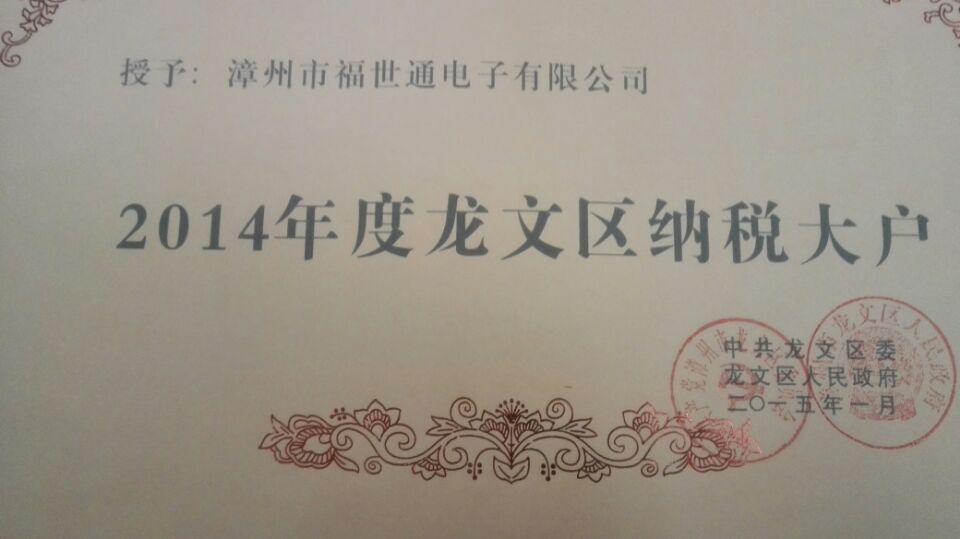 授予：漳州市福世通电子有限公司
2014年度龙文区纳税大户
中共龙文区委
龙文区人民政府
二〇一五年一月